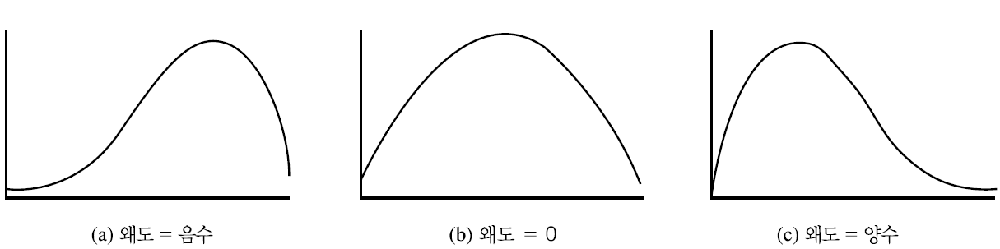 (a) 왜도 = 음수
(b) 왜도 = 0
(c) 왜도 = 양수